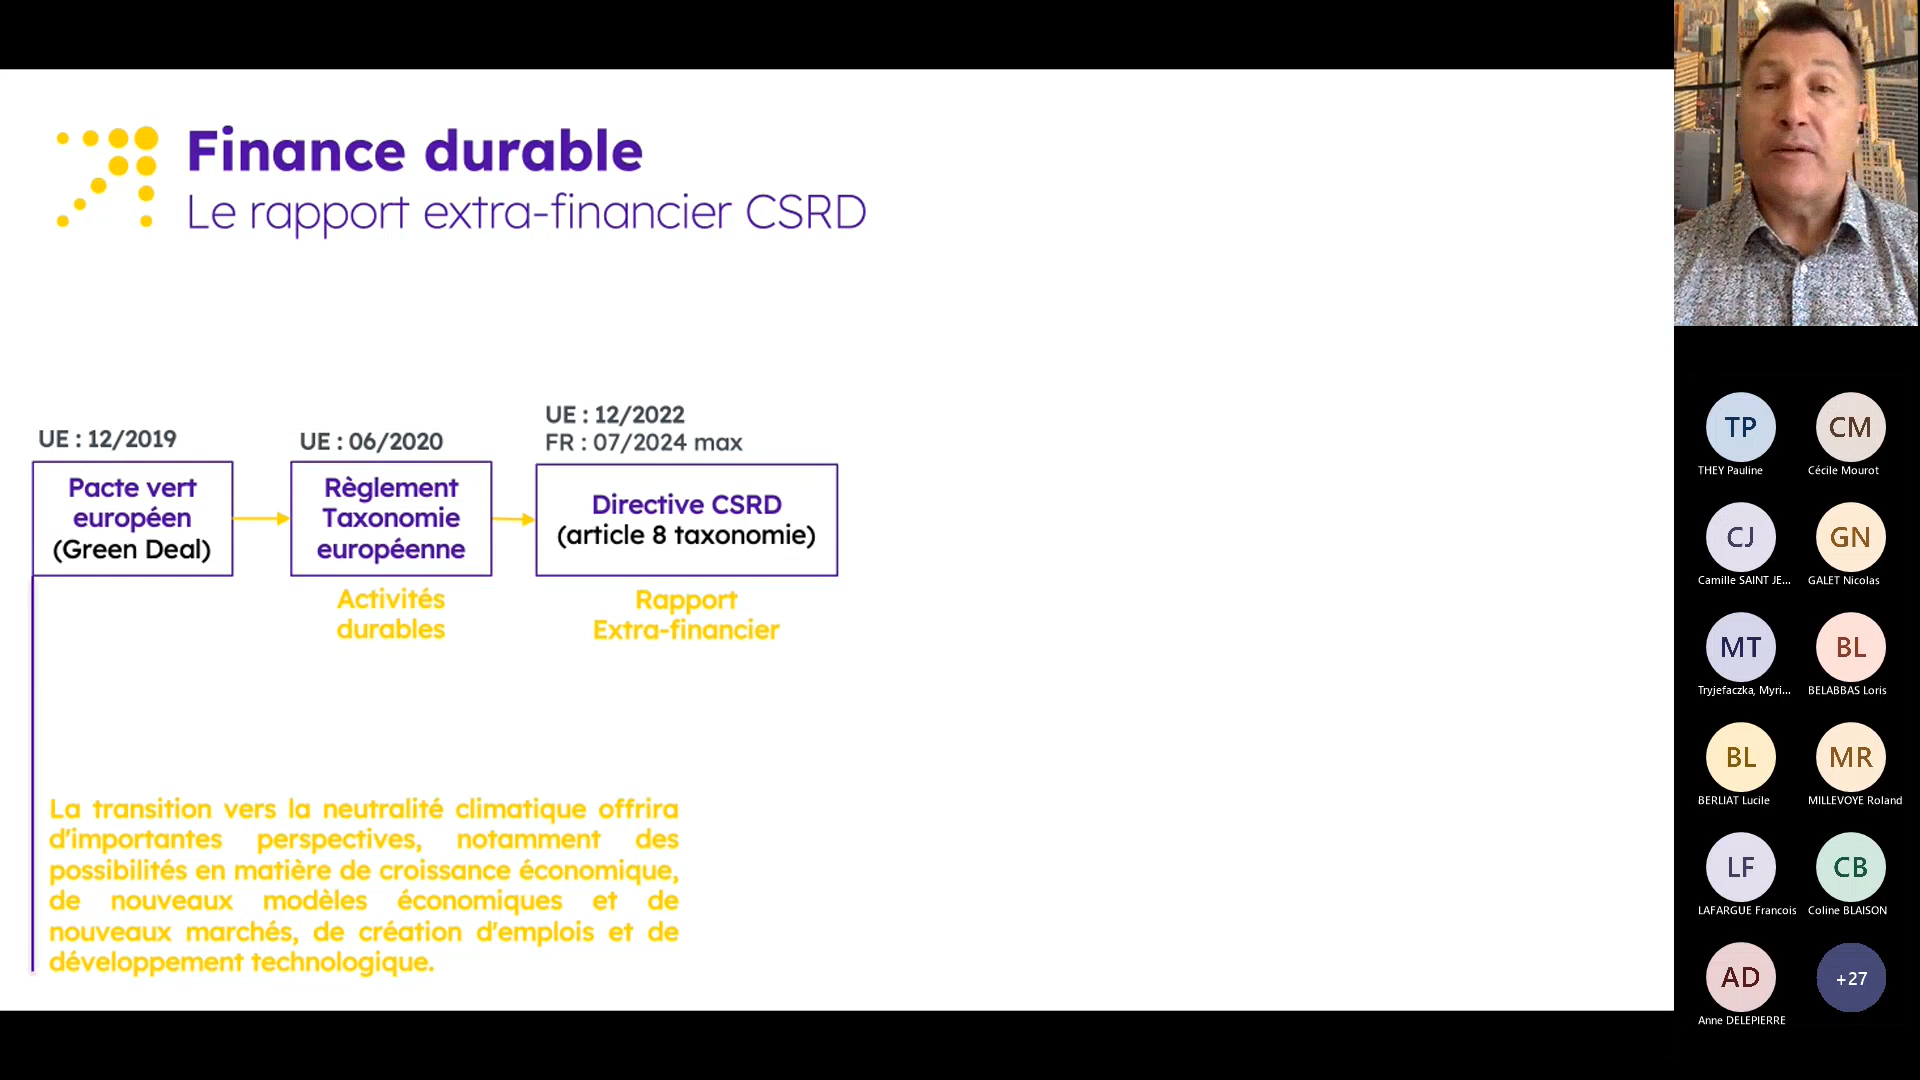 Finance durable
Le rapport extra-financier CSRD
UE : 12/2019
Pacte vert
européen
(Green Deal)
UE : 06/2020
Règlement
Taxonomie
européenne
Activités
durables
UE : 12/2022
FR : 07/2024 max
Directive CSRD
(article 8 taxonomie)
Rapport
Extra-financier
La transition vers la neutralité climatique offrira
d'importantes perspectives, notamment des
possibilités en matière de croissance économique,
de nouveaux modèles économiques et de
nouveaux marchés, de création d'emplois et de
développement technologique.
TP
THEY Pauline
CM
Cécile Mourot
CJ
Camille SAINT JE...
GN
GALET Nicolas
MT
Tryjefaczka, Myri...
BL
BELABBAS Loris
BL
BERLIAT Lucile
MR
MILLEVOYE Roland
LF
LAFARGUE Francois
CB
Coline BLAISON
AD
Anne DELEPIERRE
+27